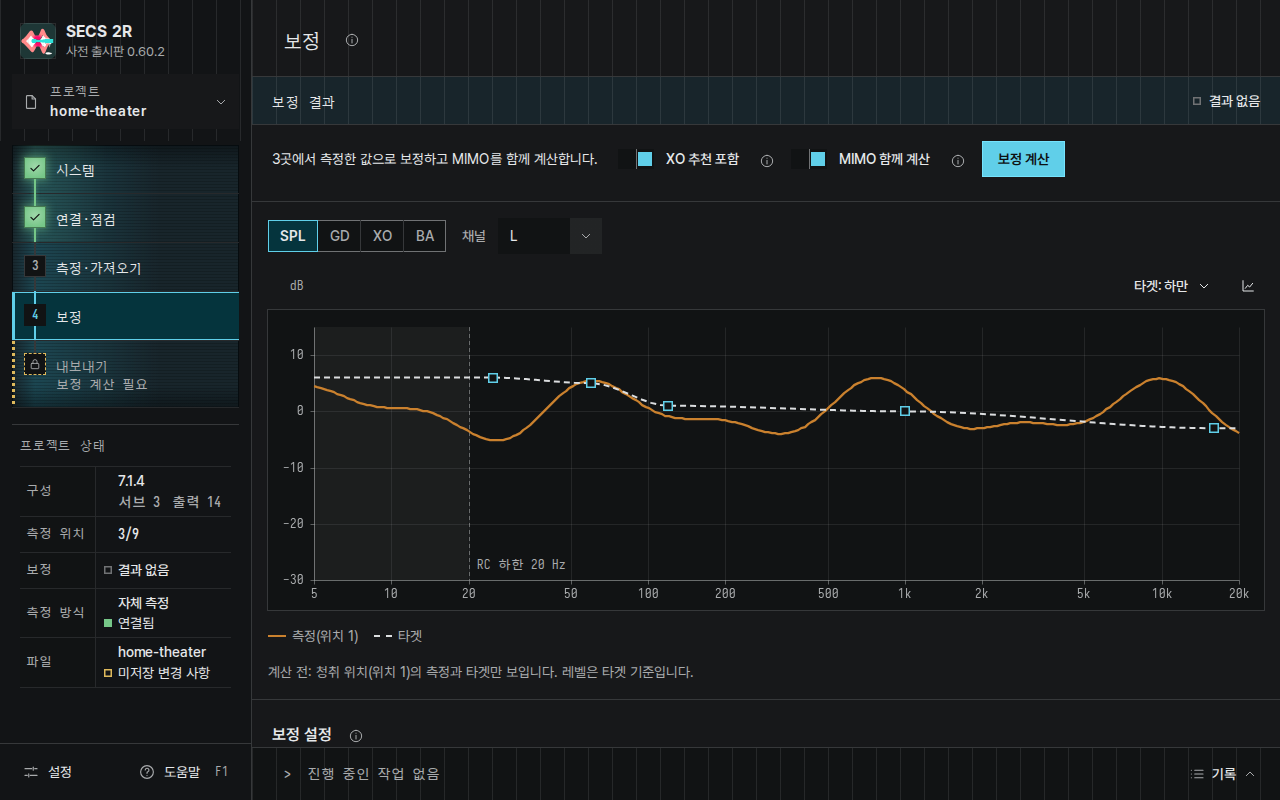 SECS 2R
사전 출시판 0.60.2
프로젝트
home-theater
시스템
연결·점검
3 측정·가져오기
4 보정
내보내기
보정 계산 필요
프로젝트 상태
구성 7.1.4
서브 3 출력 14
측정 위치 3/9
보정 결과 없음
측정 방식 자체 측정
연결됨
파일 home-theater
미저장 변경 사항
설정 도움말 F1
보정
보정 결과 결과 없음
3곳에서 측정한 값으로 보정하고 MIMO를 함께 계산합니다. XO 추천 포함 MIMO 함께 계산 보정 계산
SPL GD XO BA 채널 L
dB 타겟: 하만
10
0
-10
-20
-30
RC 하한 20 Hz
5 10 20 50 100 200 500 1k 2k 5k 10k 20k
측정(위치 1) 타겟
계산 전: 청취 위치(위치 1)의 측정과 타겟만 보입니다. 레벨은 타겟 기준입니다.
보정 설정
> 진행 중인 작업 없음 기록